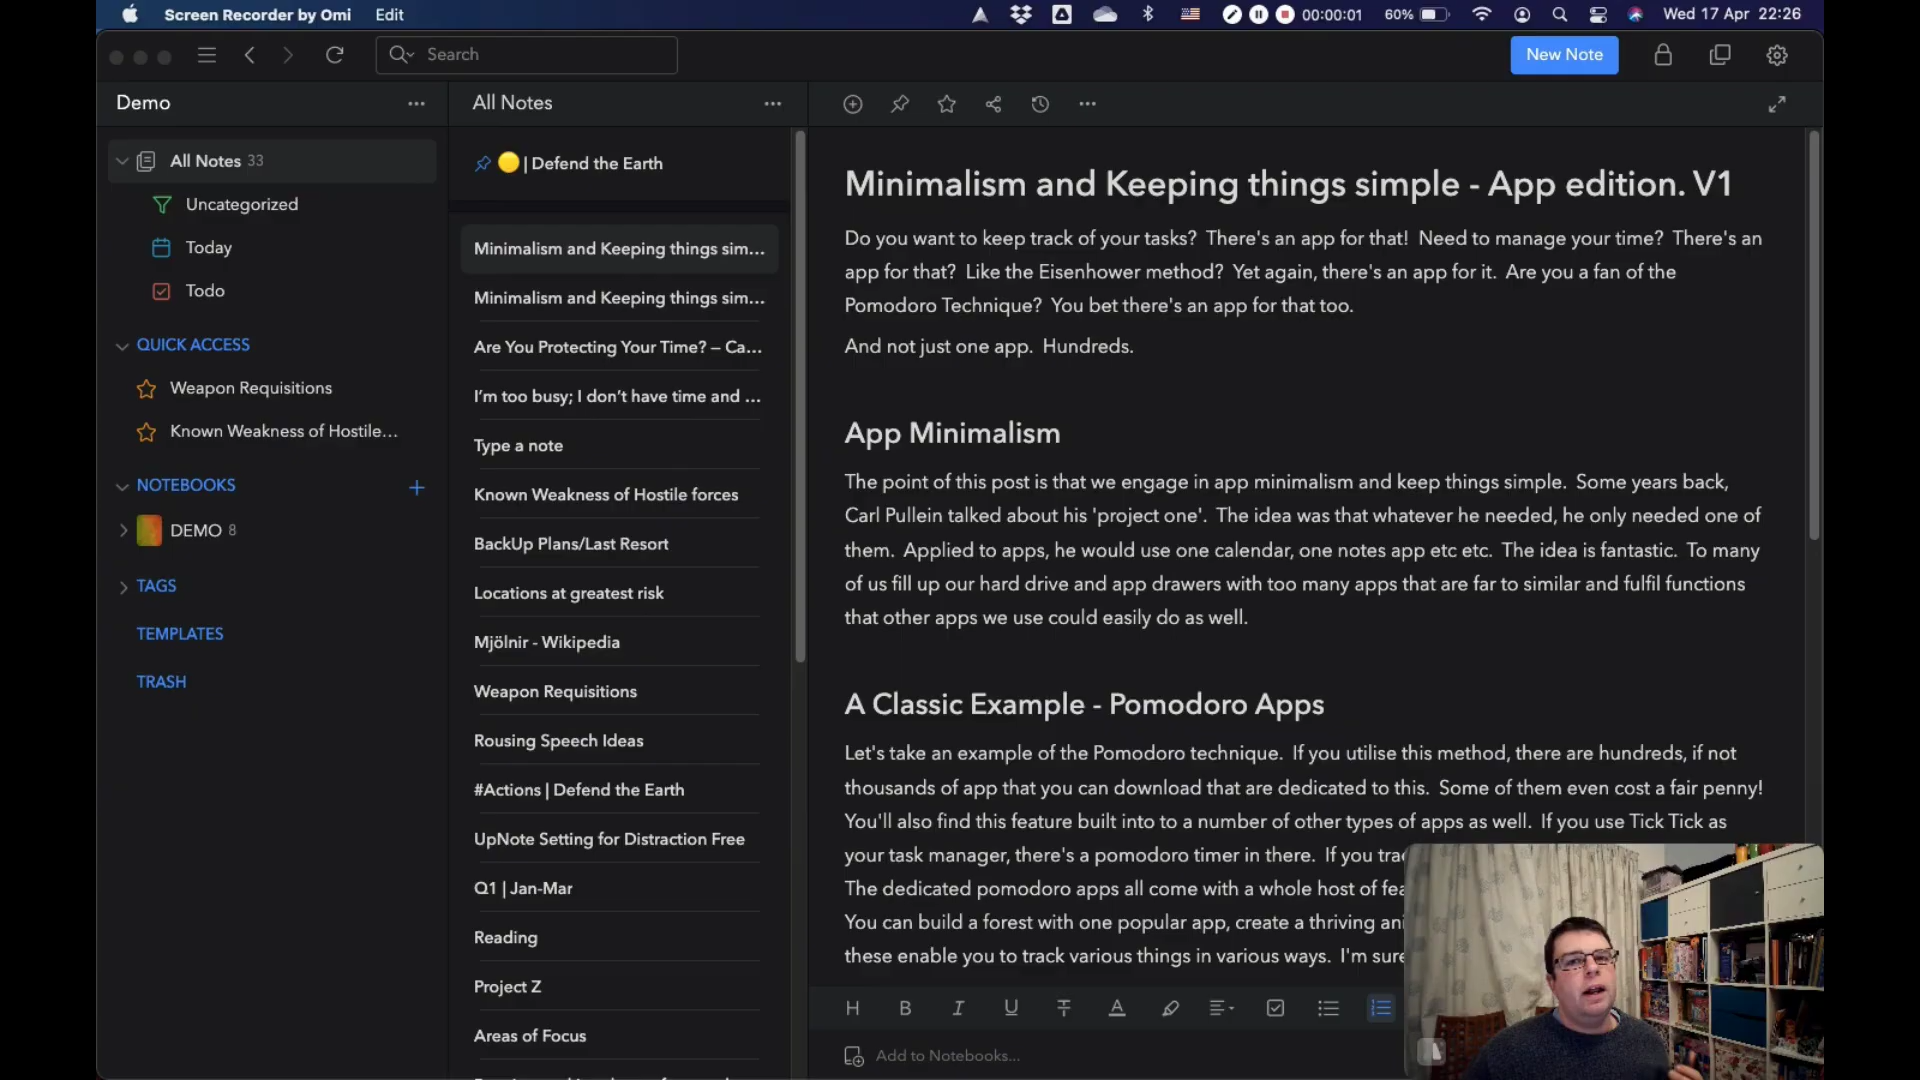 Screen Recorder by Omi Edit 00:00:01 60% Wed 17 Apr 22:26
Search New Note
Demo
All Notes 33
Uncategorized
Today
Todo
QUICK ACCESS
Weapon Requisitions
Known Weakness of Hostile...
NOTEBOOKS
DEMO 8
TAGS
TEMPLATES
TRASH
All Notes
| Defend the Earth
Minimalism and Keeping things sim...
Minimalism and Keeping things sim...
Are You Protecting Your Time? – Ca...
I’m too busy; I don’t have time and ...
Type a note
Known Weakness of Hostile forces
BackUp Plans/Last Resort
Locations at greatest risk
Mjölnir - Wikipedia
Weapon Requisitions
Rousing Speech Ideas
#Actions | Defend the Earth
UpNote Setting for Distraction Free
Q1 | Jan-Mar
Reading
Project Z
Areas of Focus
Minimalism and Keeping things simple - App edition. V1
Do you want to keep track of your tasks? There's an app for that! Need to manage your time? There's an
app for that? Like the Eisenhower method? Yet again, there's an app for it. Are you a fan of the
Pomodoro Technique? You bet there's an app for that too.
And not just one app. Hundreds.
App Minimalism
The point of this post is that we engage in app minimalism and keep things simple. Some years back,
Carl Pullein talked about his 'project one'. The idea was that whatever he needed, he only needed one of
them. Applied to apps, he would use one calendar, one notes app etc etc. The idea is fantastic. To many
of us fill up our hard drive and app drawers with too many apps that are far to similar and fulfil functions
that other apps we use could easily do as well.
A Classic Example - Pomodoro Apps
Let's take an example of the Pomodoro technique. If you utilise this method, there are hundreds, if not
thousands of app that you can download that are dedicated to this. Some of them even cost a fair penny!
You'll also find this feature built into to a number of other types of apps as well. If you use Tick Tick as
your task manager, there's a pomodoro timer in there. If you tra
The dedicated pomodoro apps all come with a whole host of fea
You can build a forest with one popular app, create a thriving ani
these enable you to track various things in various ways. I'm sure
H B I U T A
Add to Notebooks...